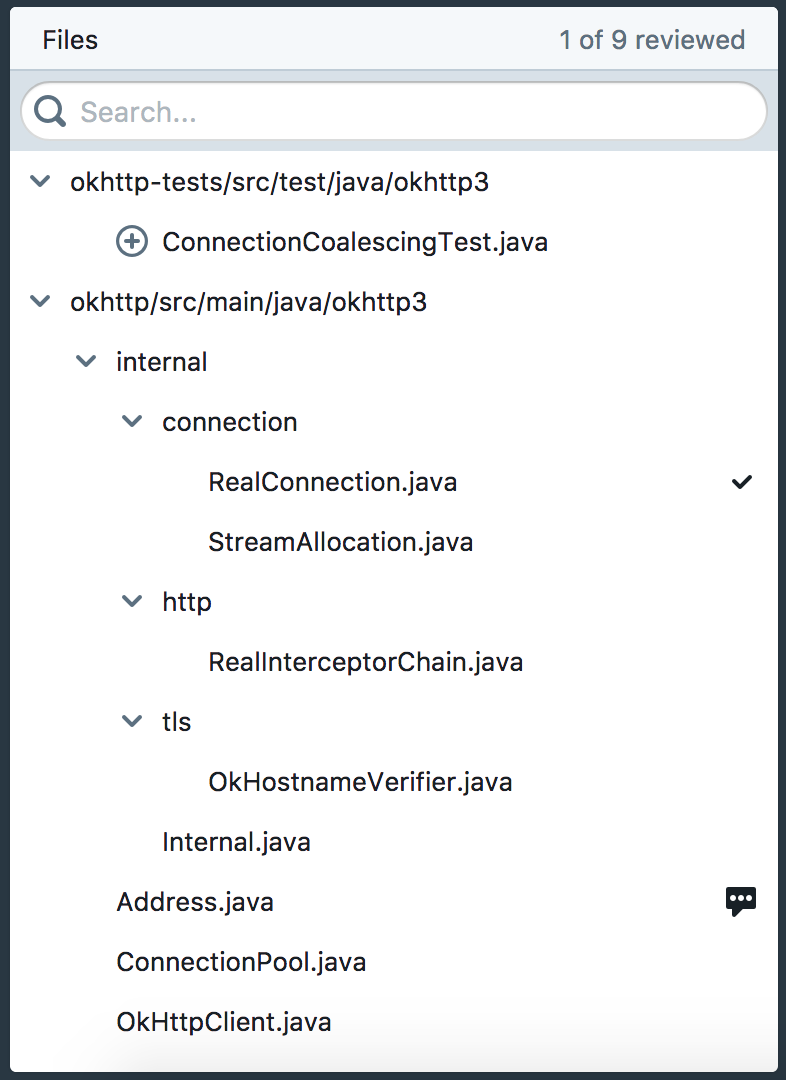 Files 1 of 9 reviewed
Search...
okhttp-tests/src/test/java/okhttp3
ConnectionCoalescingTest.java
okhttp/src/main/java/okhttp3
internal
connection
RealConnection.java
StreamAllocation.java
http
RealInterceptorChain.java
tls
OkHostnameVerifier.java
Internal.java
Address.java
ConnectionPool.java
OkHttpClient.java